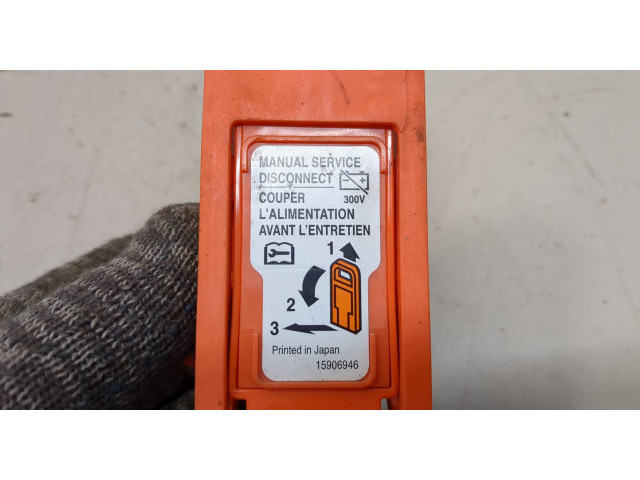 MANUAL SERVICE
DISCONNECT
300V
COUPER
L'ALIMENTATION
AVANT L'ENTRETIEN
1
2
3
Printed in Japan
15906946